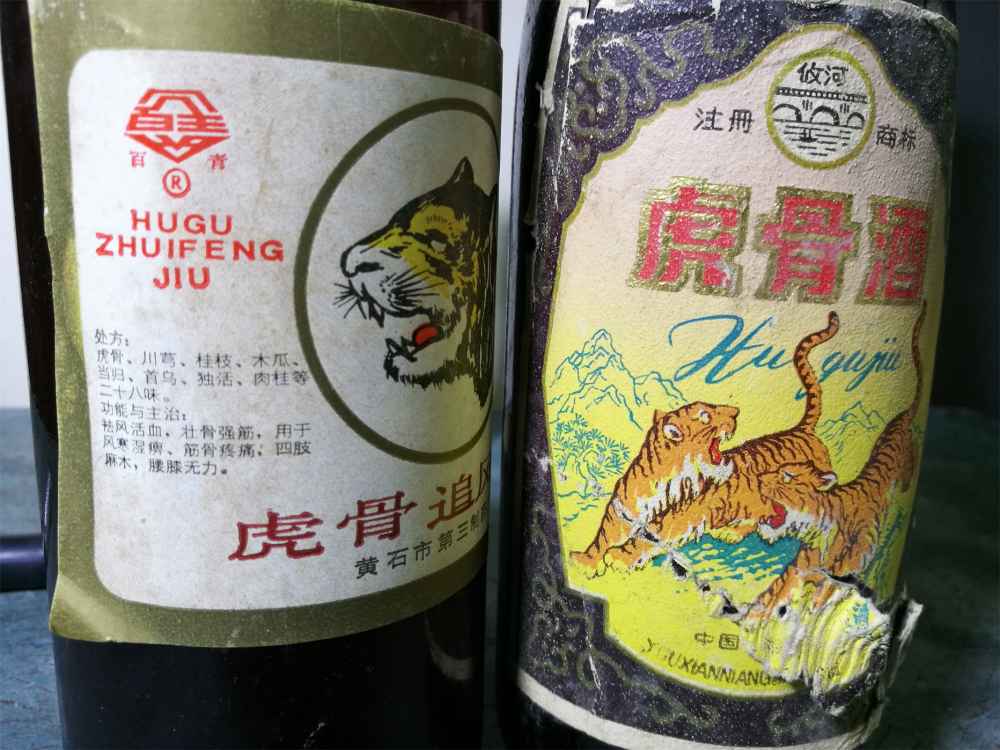 百 青
®
HUGU
ZHUIFENG
JIU
处方：
虎骨、川芎、桂枝、木瓜、
当归、首乌、独活、肉桂等
二十八味。
功能与主治：
祛风活血、壮骨强筋，用于
风寒湿痹、筋骨疼痛，四肢
麻木，腰膝无力。
虎骨追风
黄石市第三制
攸河
注册 商标
虎骨酒
Hugujiu
中国
YOUXIANNIANG